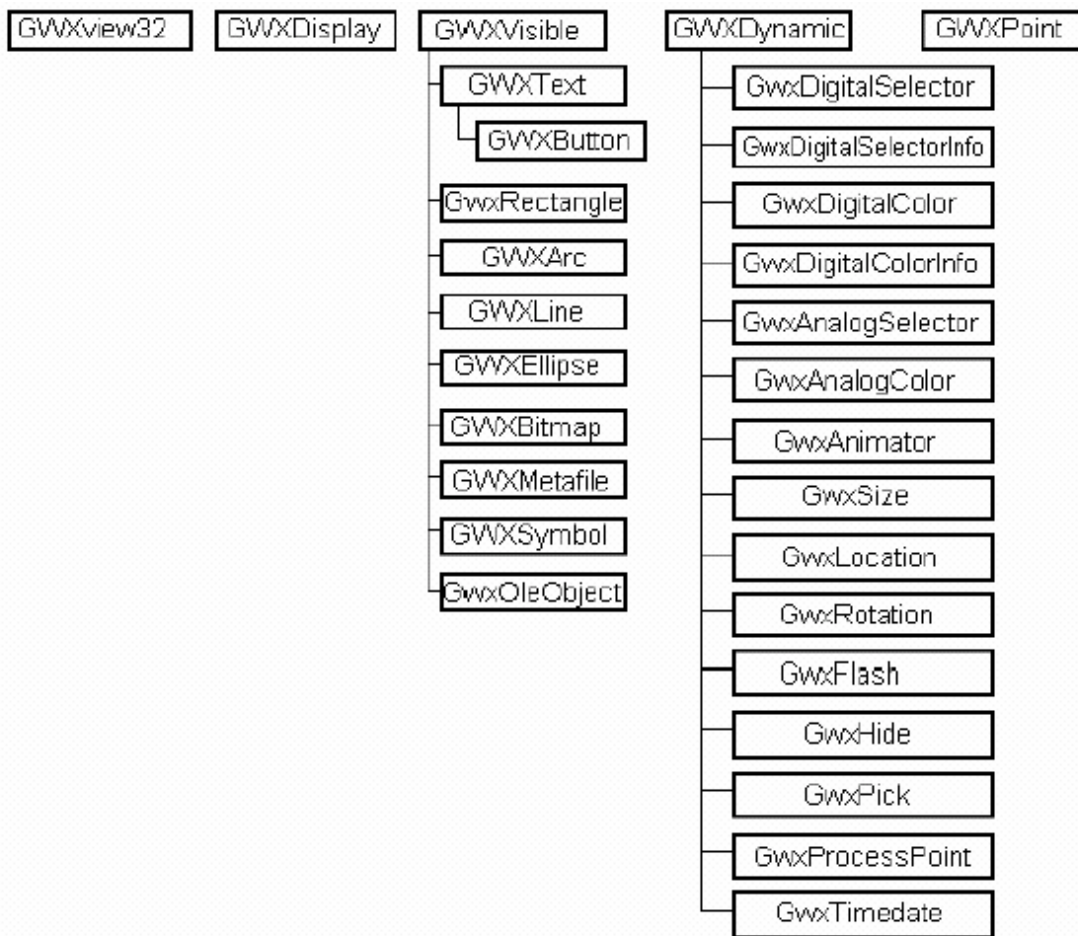 GWXview32
GWXDisplay
GWXVisible
GWXText
GWXButton
GwxRectangle
GWXArc
GWXLine
GWXEllipse
GWXBitmap
GWXMetafile
GWXSymbol
GwxOleObject
GWXDynamic
GwxDigitalSelector
GwxDigitalSelectorInfo
GwxDigitalColor
GwxDigitalColorInfo
GwxAnalogSelector
GwxAnalogColor
GwxAnimator
GwxSize
GwxLocation
GwxRotation
GwxFlash
GwxHide
GwxPick
GwxProcessPoint
GwxTimedate
GWXPoint